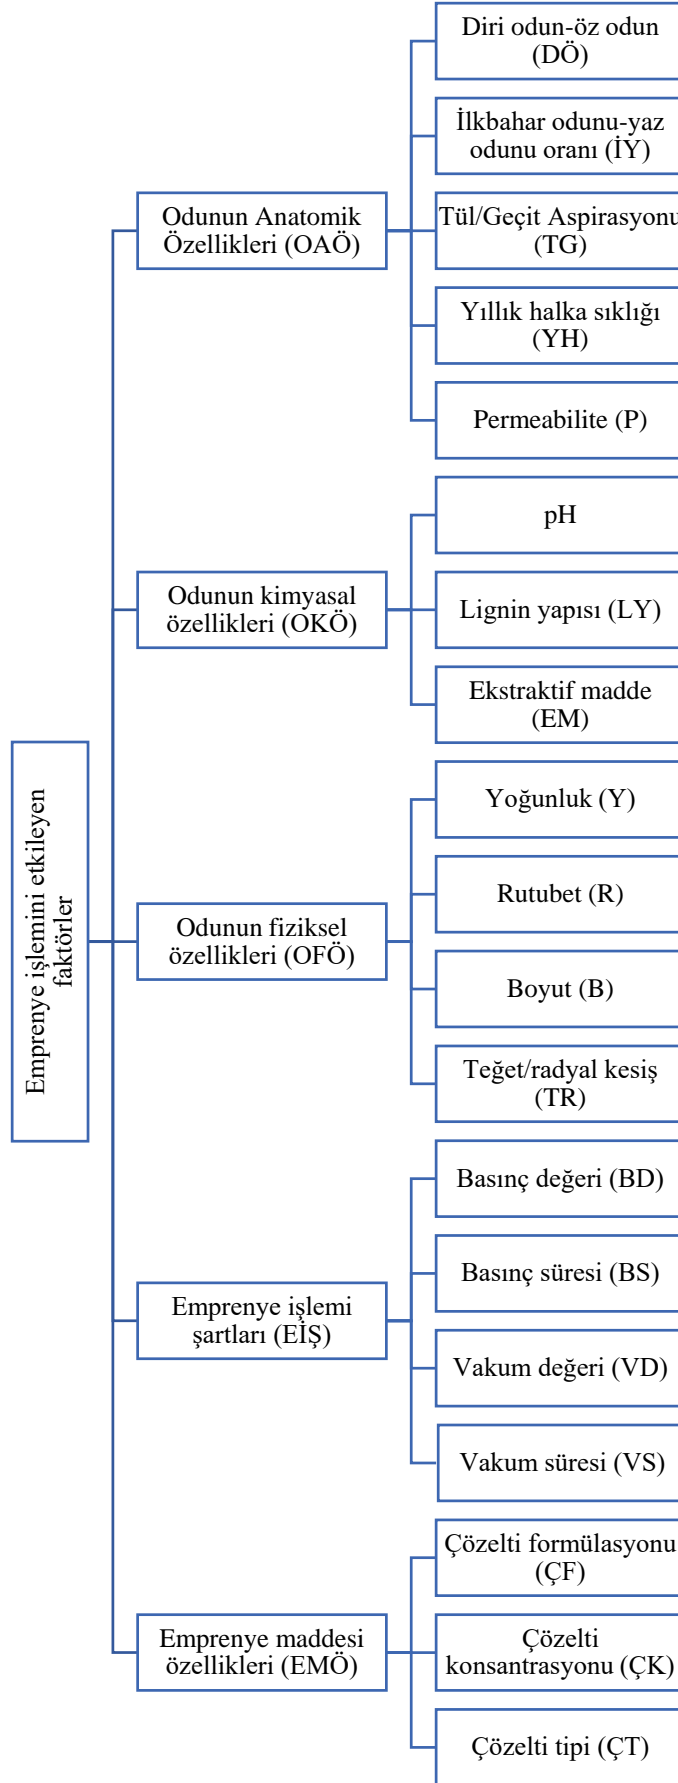 Emprenye işlemini etkileyen
faktörler
Odunun Anatomik
Özellikleri (OAÖ)
Diri odun-öz odun
(DÖ)
İlkbahar odunu-yaz
odunu oranı (İY)
Tül/Geçit Aspirasyonu
(TG)
Yıllık halka sıklığı
(YH)
Permeabilite (P)
Odunun kimyasal
özellikleri (OKÖ)
pH
Lignin yapısı (LY)
Ekstraktif madde
(EM)
Odunun fiziksel
özellikleri (OFÖ)
Yoğunluk (Y)
Rutubet (R)
Boyut (B)
Teğet/radyal kesiş
(TR)
Emprenye işlemi
şartları (EİŞ)
Basınç değeri (BD)
Basınç süresi (BS)
Vakum değeri (VD)
Vakum süresi (VS)
Emprenye maddesi
özellikleri (EMÖ)
Çözelti formülasyonu
(ÇF)
Çözelti
konsantrasyonu (ÇK)
Çözelti tipi (ÇT)